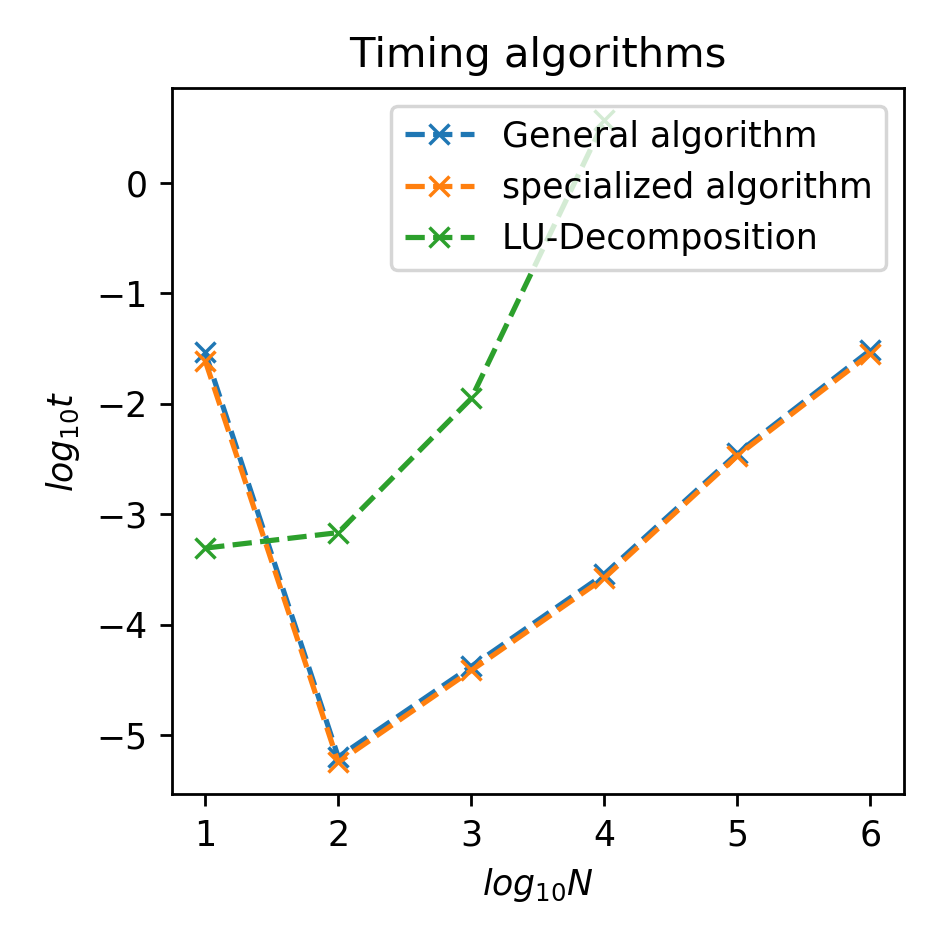 Timing algorithms
General algorithm
specialized algorithm
LU-Decomposition
0
−1
−2
−3
−4
−5
log₁₀t
1 2 3 4 5 6
log₁₀N